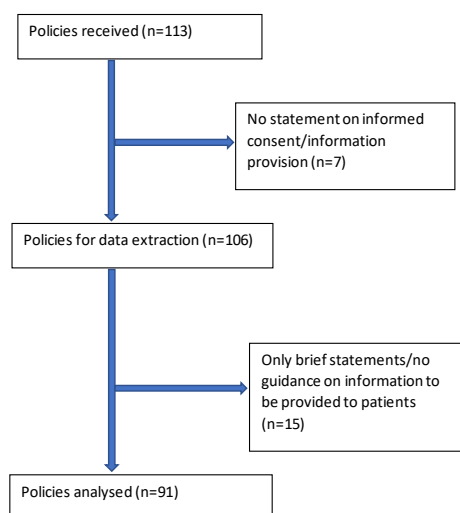 Policies received (n=113)
No statement on informed
consent/information
provision (n=7)
Policies for data extraction (n=106)
Only brief statements/no
guidance on information to
be provided to patients
(n=15)
Policies analysed (n=91)